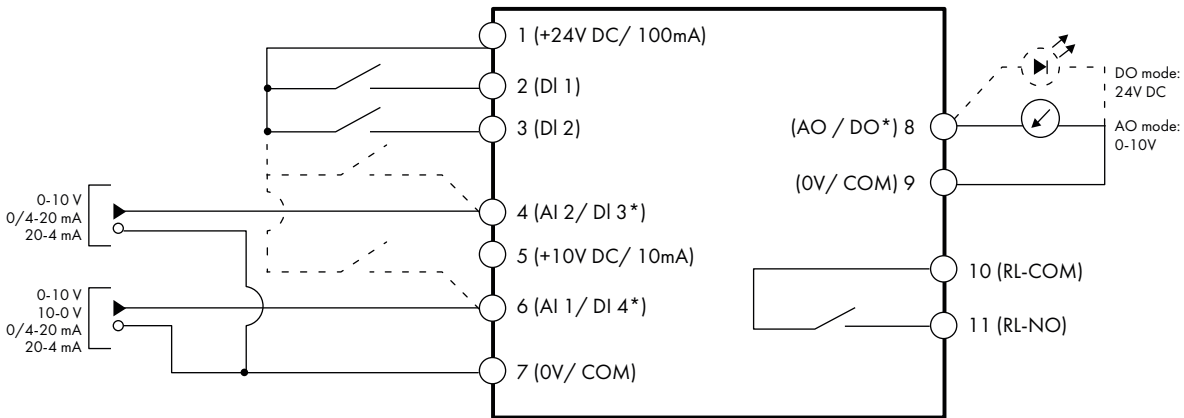 1 (+24V DC/ 100mA)
2 (DI 1)
3 (DI 2)
4 (AI 2/ DI 3*)
5 (+10V DC/ 10mA)
6 (AI 1/ DI 4*)
7 (0V/ COM)
0-10 V
0/4-20 mA
20-4 mA
0-10 V
10-0 V
0/4-20 mA
20-4 mA
(AO / DO*) 8
(0V/ COM) 9
10 (RL-COM)
11 (RL-NO)
DO mode:
24V DC
AO mode:
0-10V